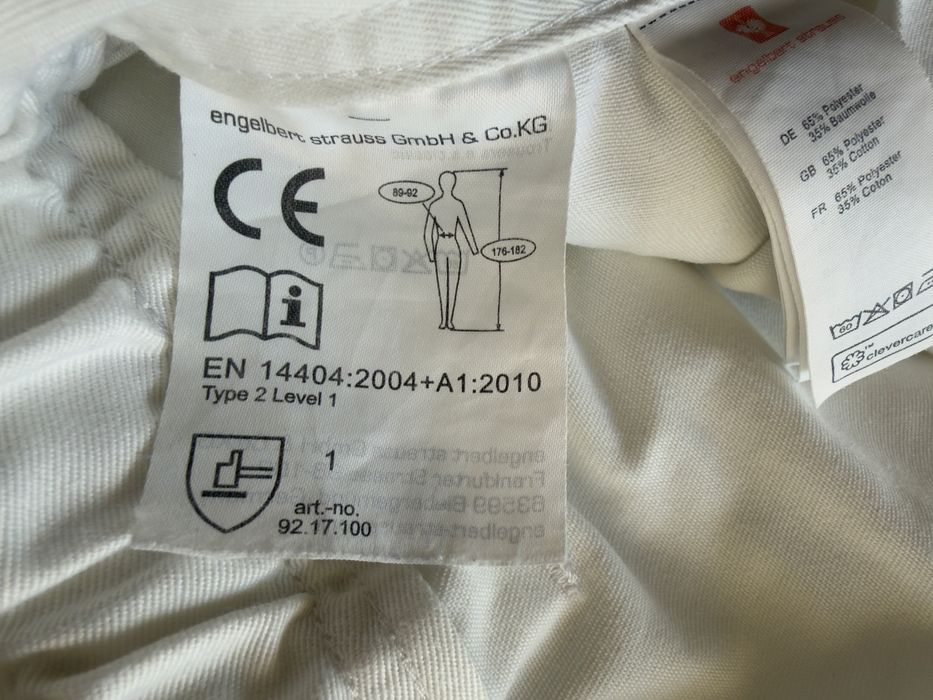 engelbert strauss GmbH & Co.KG
CE
89-92
176-182
i
EN 14404:2004+A1:2010
Type 2 Level 1
1
art.-no.
92.17.100
engelbert strauss
DE 65% Polyester
35% Baumwolle
GB 65% Polyester
35% Cotton
FR 65% Polyester
35% Coton
60
clevercare